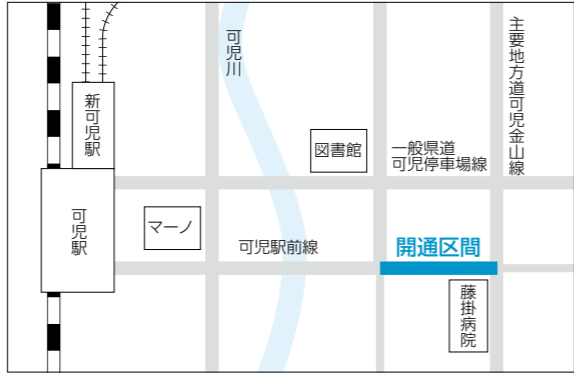 新可児駅
可児駅
マーノ
可児川
図書館
一般県道
可児停車場線
主要地方道可児金山線
可児駅前線
開通区間
藤掛病院